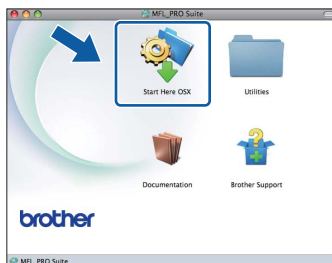 MFL_PRO Suite
Start Here OSX
Utilities
Documentation
Brother Support
brother
MFL_PRO Suite